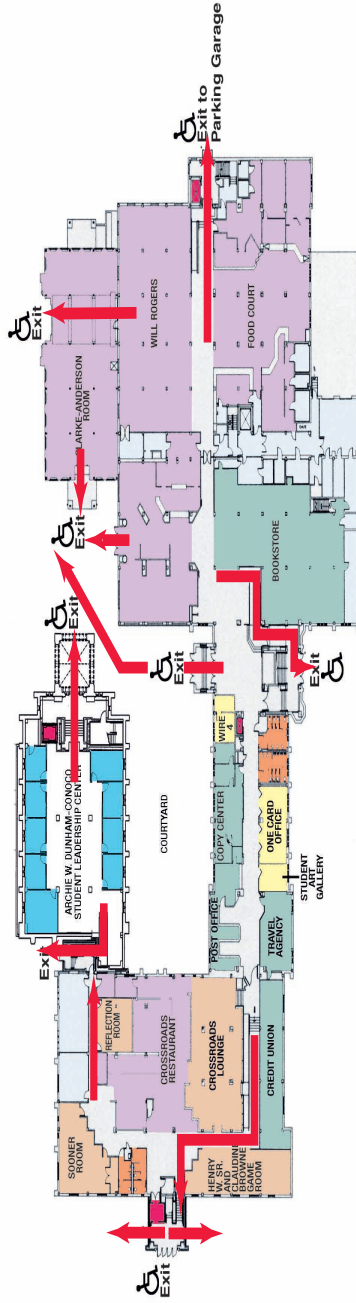 Exit to
Parking Garage
Exit
CLARKE-ANDERSON
ROOM
WILL ROGERS
FOOD COURT
Exit
Exit
BOOKSTORE
Exit
Exit
Exit
ARCHIE W. DUNHAM-CONOCO
STUDENT LEADERSHIP CENTER
COURTYARD
WIRE
4
COPY CENTER
POST OFFICE
ONE CARD
OFFICE
STUDENT
ART
GALLERY
TRAVEL
AGENCY
Exit
REFLECTION
ROOM
CROSSROADS
RESTAURANT
CROSSROADS
LOUNGE
CREDIT UNION
SOONER
ROOM
HENRY
W. SR.
AND
CLAUDINE
BROWNE
GAME
ROOM
Exit